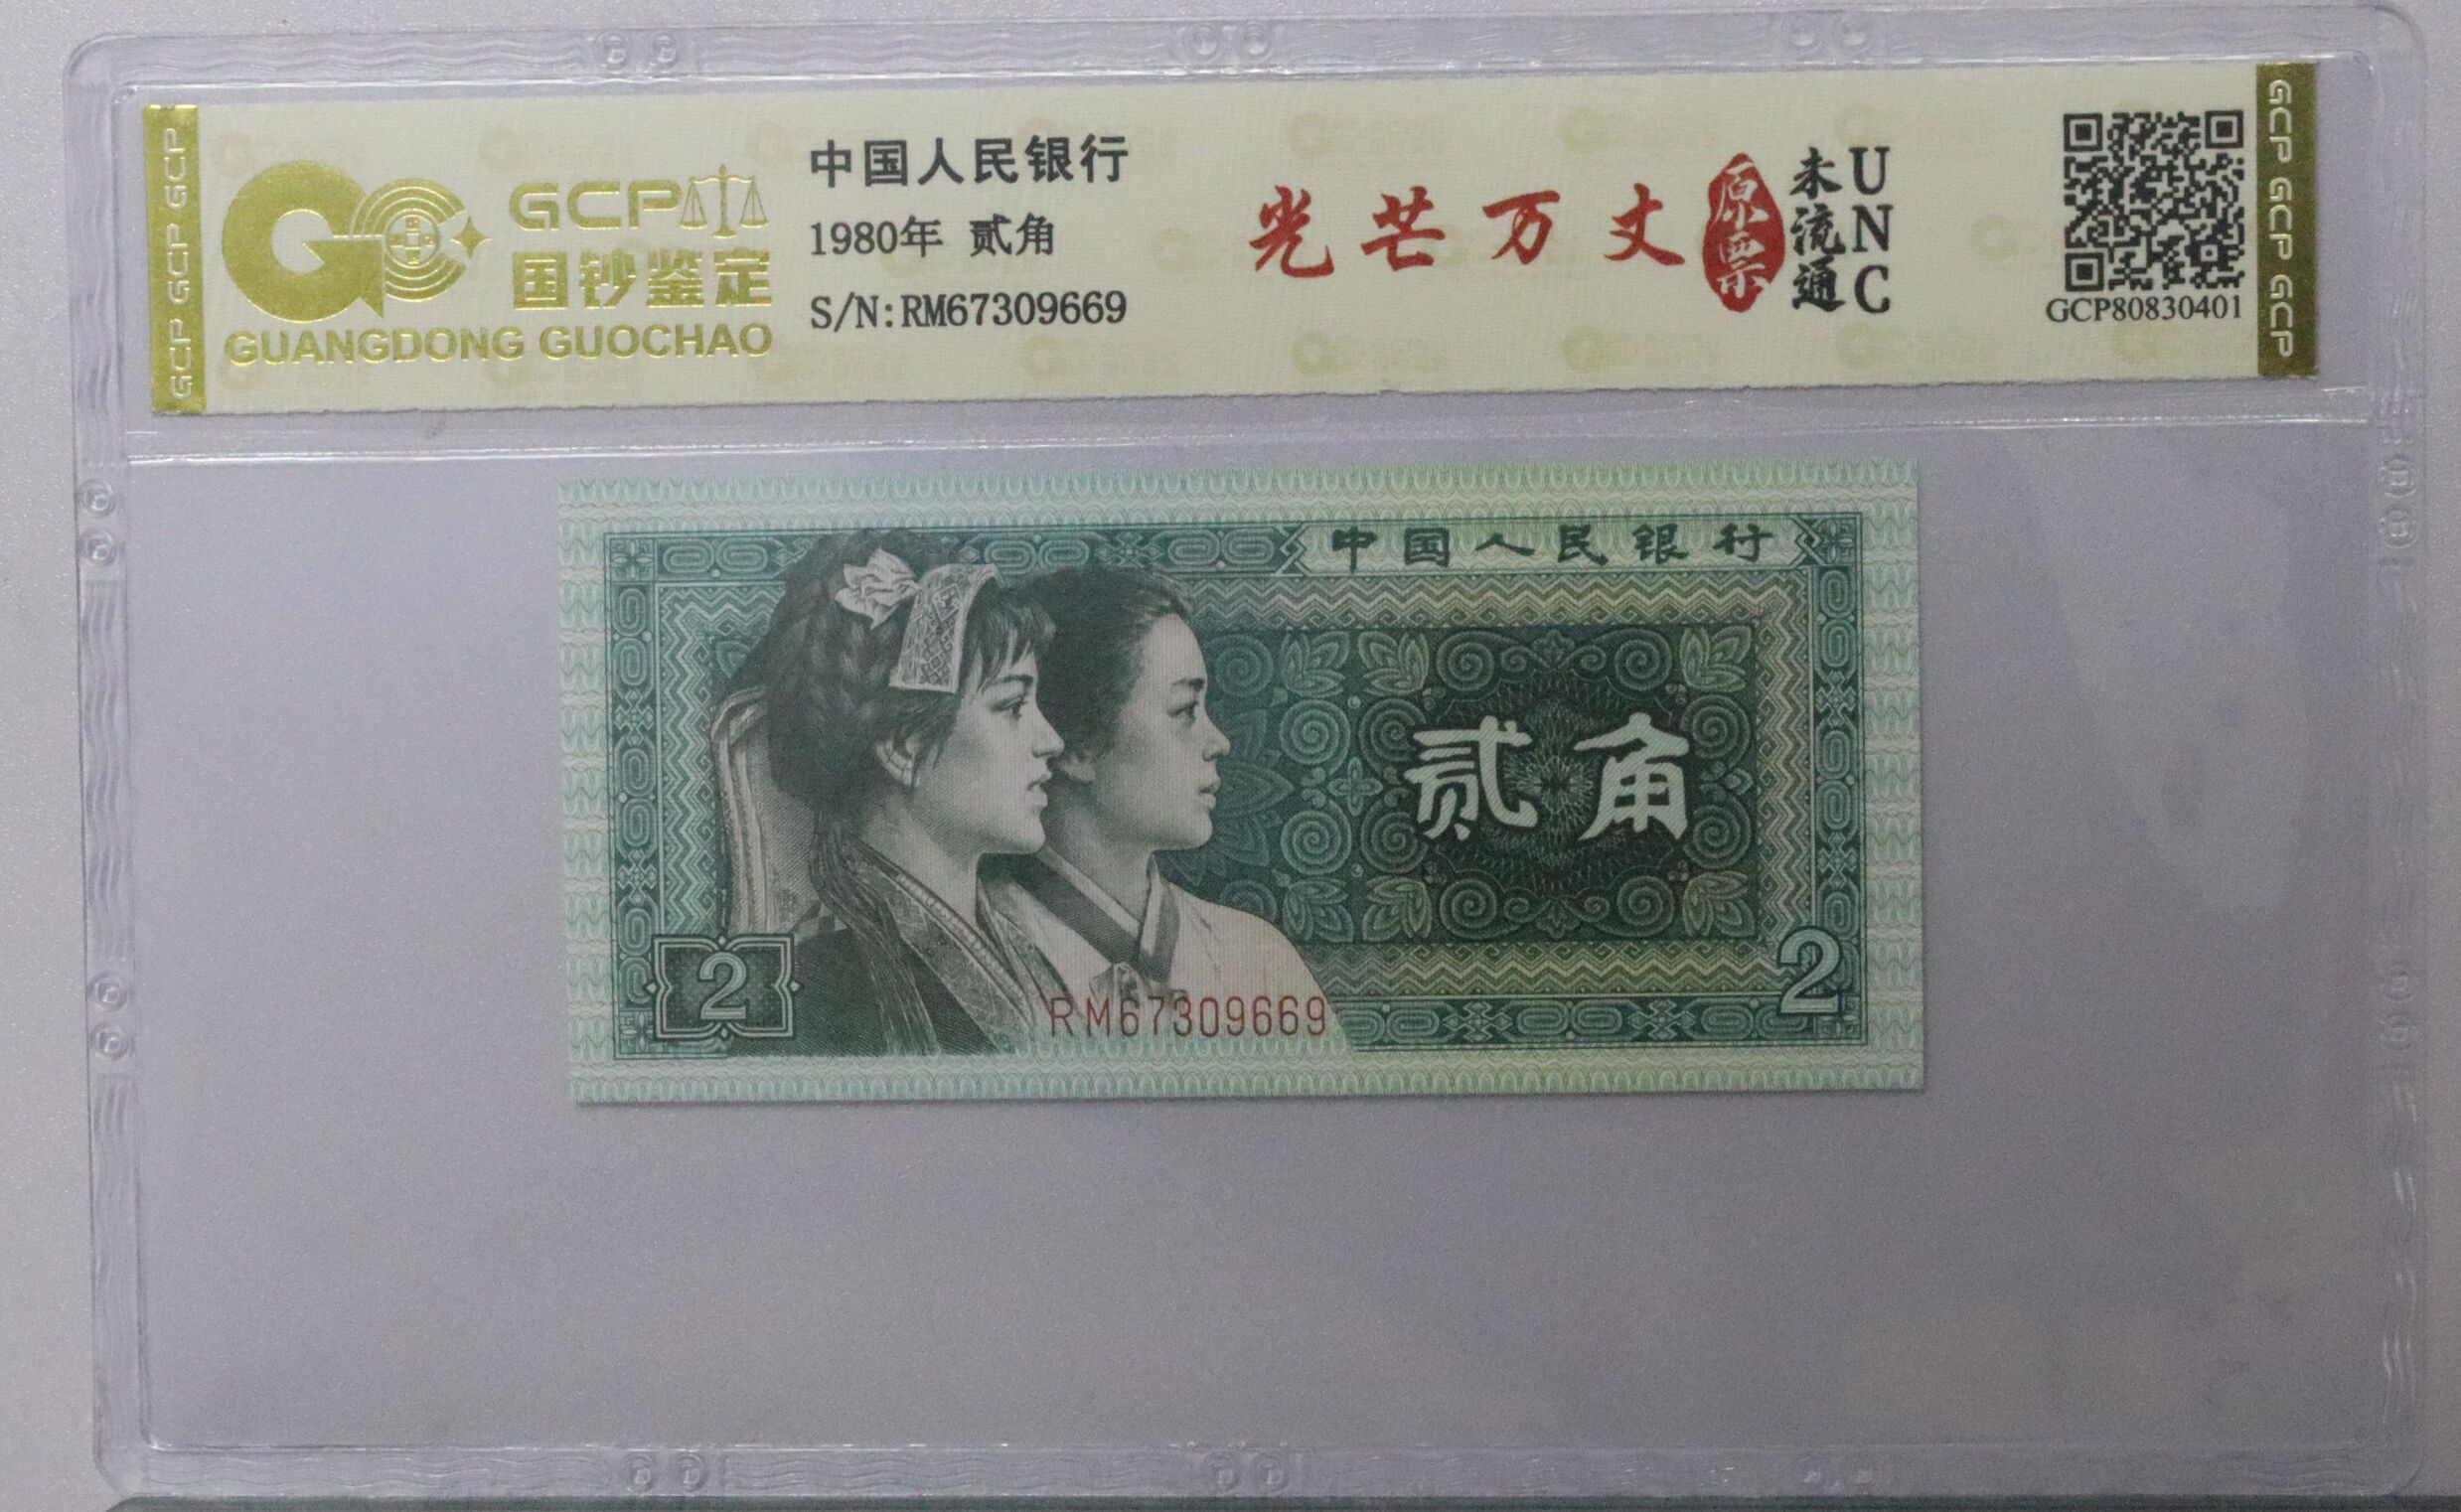 GCP GCP GCP
GCP
国钞鉴定
GUANGDONG GUOCHAO
中国人民银行
1980年 贰角
S/N:RM67309669
光芒万丈
原票
未流通
UNC
GCP80830401
GCP GCP GCP
中国人民银行
贰角
2
2
RM67309669